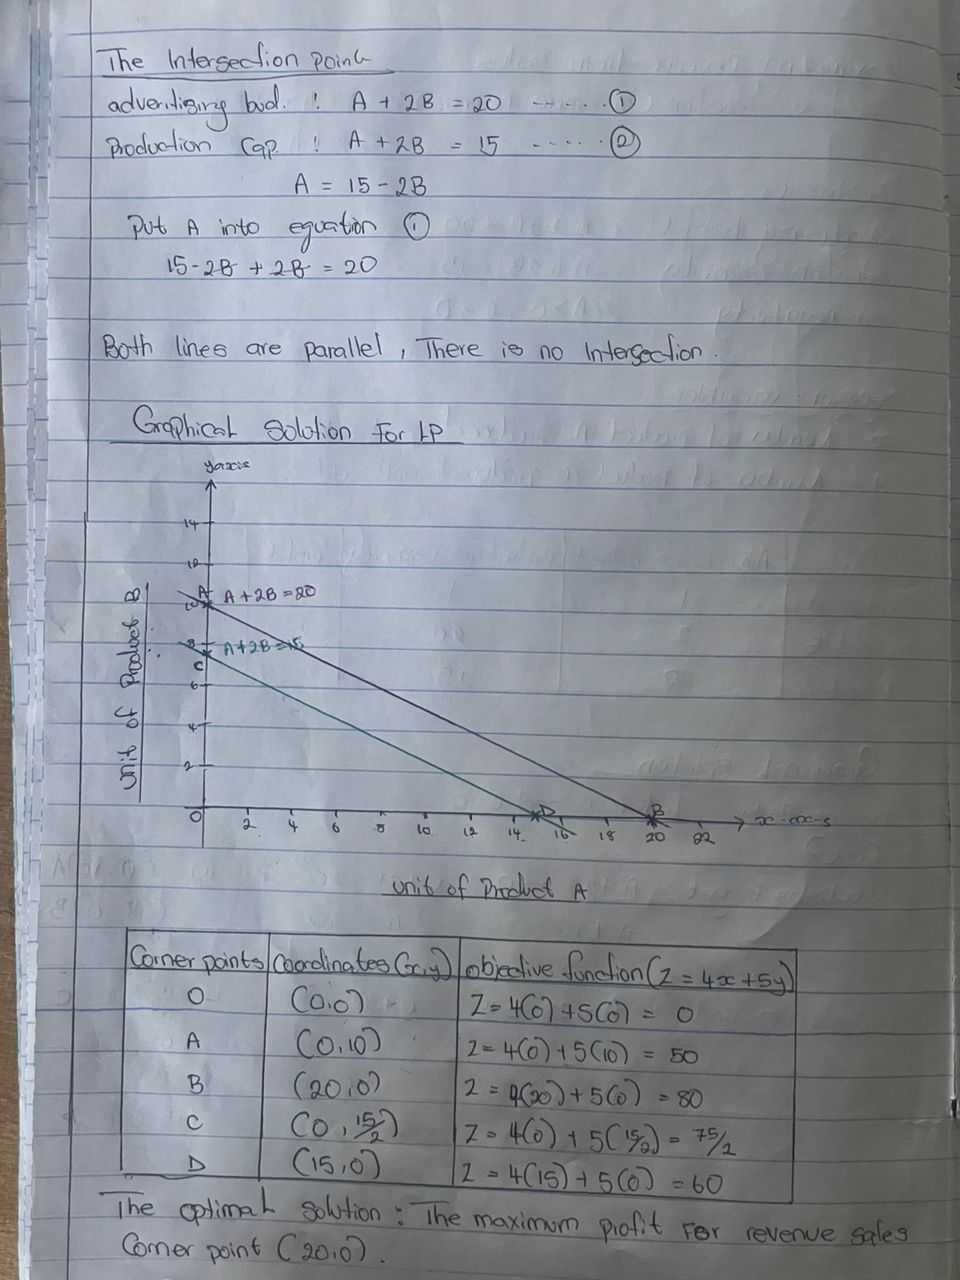 The Intersection point
advertising bud. : A + 2B = 20 ------ ①
Production Cap. : A + 2B = 15 ----- ②
A = 15 - 2B
Put A into equation ①
15 - 2B + 2B = 20
Both lines are parallel, There is no Intersection.
Graphical Solution For LP
y axis
14
12
A
10
A + 2B = 20
8
A + 2B = 15
C
6
4
2
unit of Product B
0 2 4 6 8 10 12 14 D 16 18 B 20 22 x-axis
unit of Product A
Corner points Coordinates (x,y) objective function (Z = 4x + 5y)
O (0,0) Z = 4(0) + 5(0) = 0
A (0,10) Z = 4(0) + 5(10) = 50
B (20,0) Z = 4(20) + 5(0) = 80
C (0, 15/2) Z = 4(0) + 5(15/2) = 75/2
D (15,0) Z = 4(15) + 5(0) = 60
The optimal solution : The maximum profit For revenue sales
Corner point (20,0).